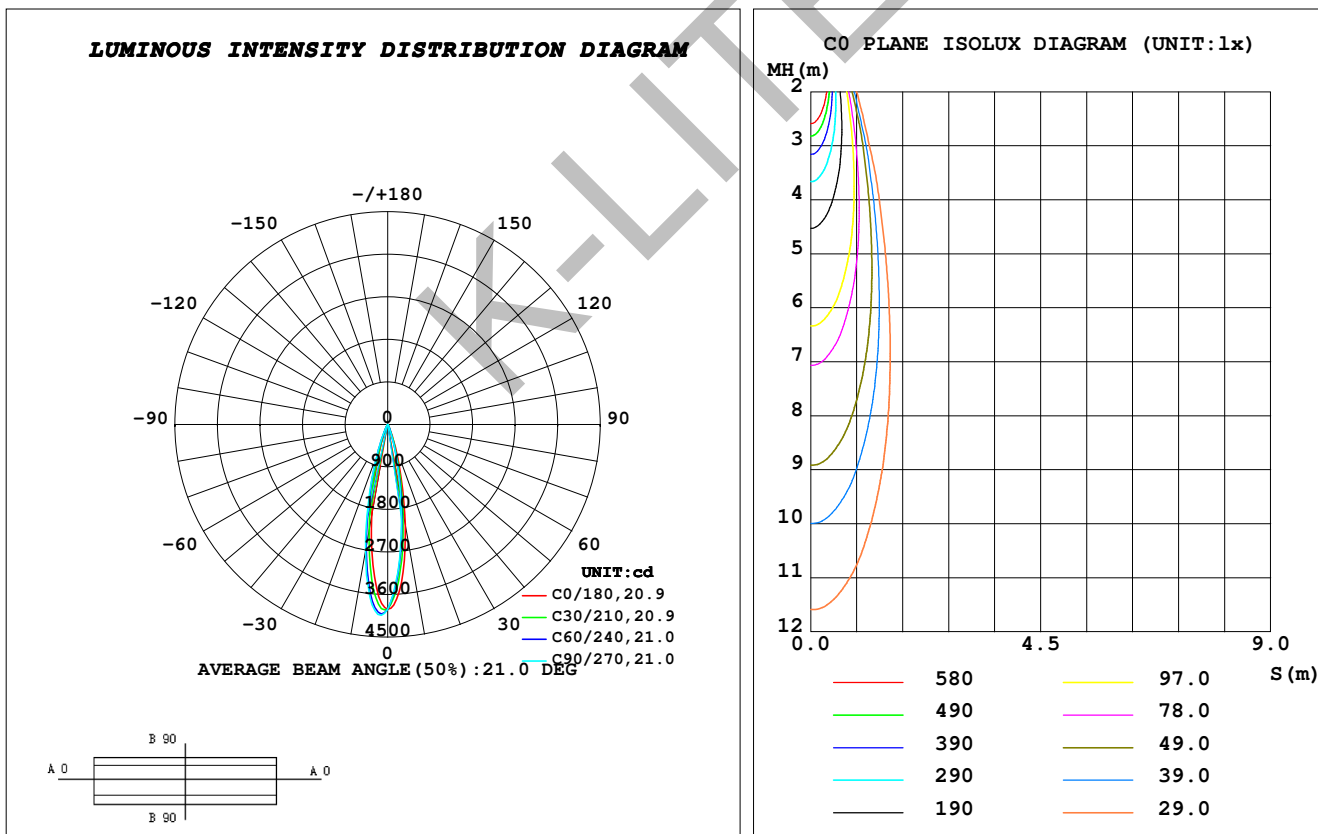 LUMINOUS INTENSITY DISTRIBUTION DIAGRAM
-/+180
-150 150
-120 120
-90 0 90
900
1800
-60 2700 60
UNIT:cd
3600
C0/180,20.9
C30/210,20.9
-30 4500 30
C60/240,21.0
0
C90/270,21.0
AVERAGE BEAM ANGLE(50%):21.0 DEG
B 90
A 0 A 0
B 90
K-LITE
C0 PLANE ISOLUX DIAGRAM (UNIT:lx)
MH(m)
2
3
4
5
6
7
8
9
10
11
12
0.0 4.5 9.0
S(m)
580 97.0
490 78.0
390 49.0
290 39.0
190 29.0